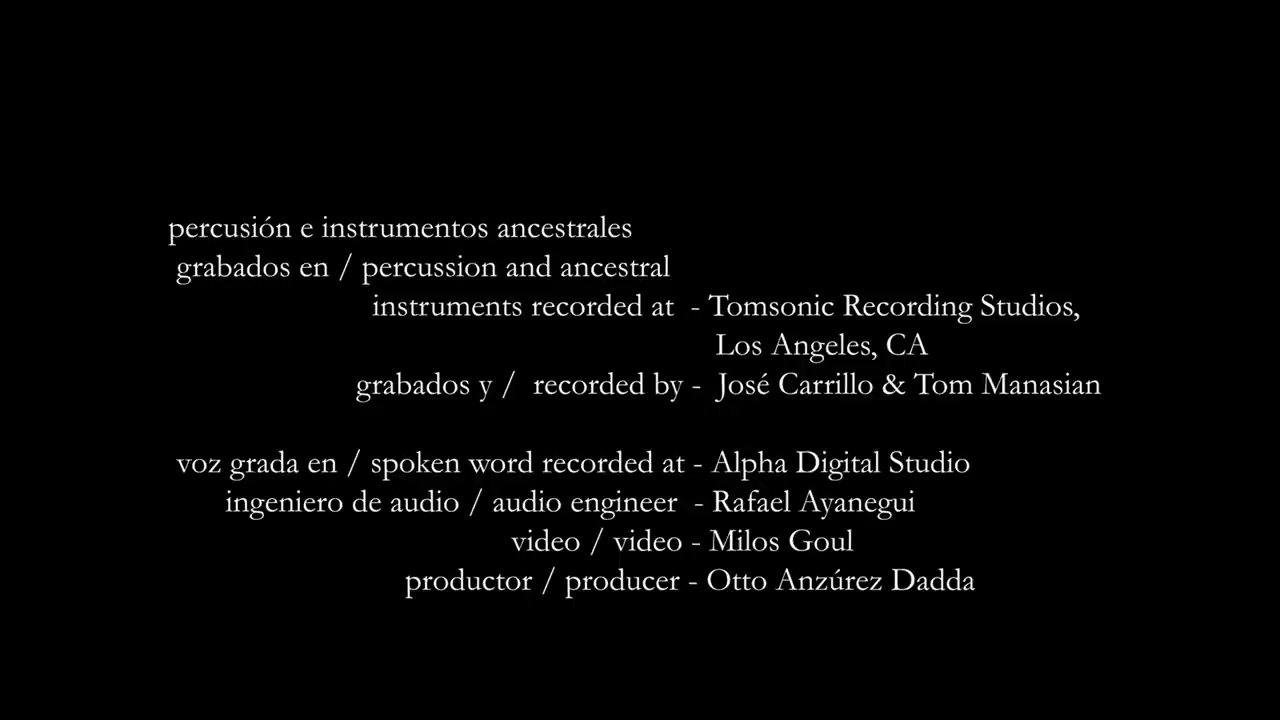 percusión e instrumentos ancestrales
grabados en / percussion and ancestral
instruments recorded at - Tomsonic Recording Studios,
Los Angeles, CA
grabados y / recorded by - José Carrillo & Tom Manasian
voz grada en / spoken word recorded at - Alpha Digital Studio
ingeniero de audio / audio engineer - Rafael Ayanegui
video / video - Milos Goul
productor / producer - Otto Anzúrez Dadda